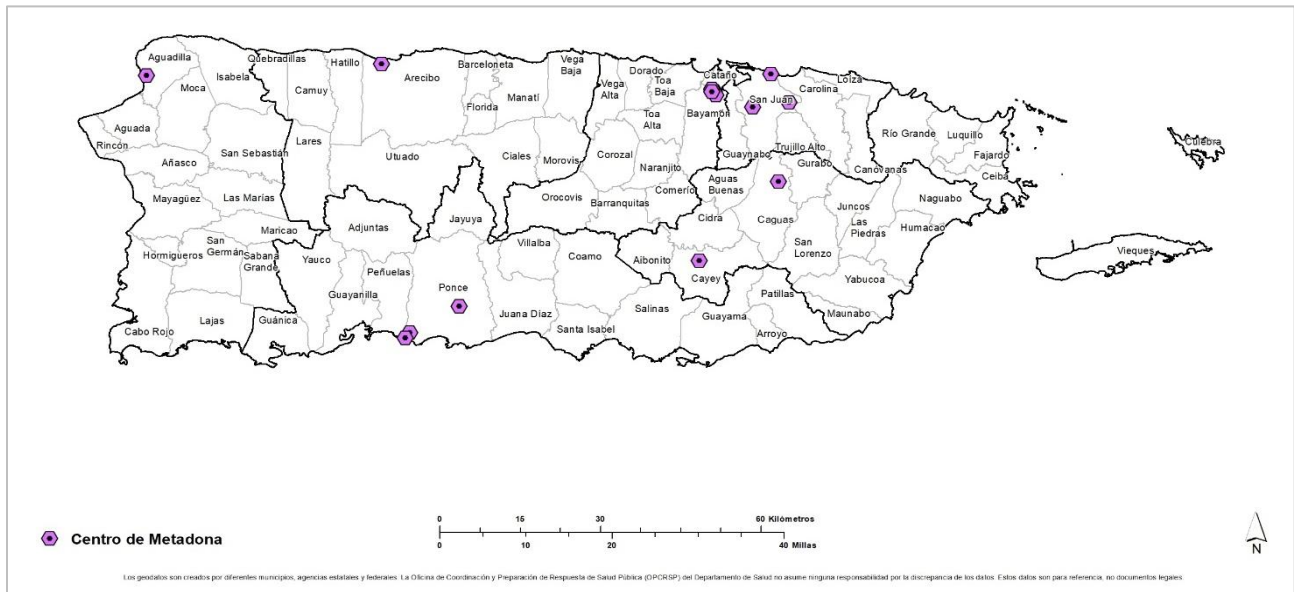 Aguadilla
Quebradillas
Hatillo
Isabela
Camuy
Arecibo
Barceloneta
Vega
Baja
Moca
Florida
Manatí
Vega
Alta
Dorado
Toa
Baja
Cataño
Toa
Alta
Bayamón
San Juan
Carolina
Loíza
Aguada
Rincón
Añasco
San Sebastián
Lares
Utuado
Ciales
Morovis
Corozal
Naranjito
Guaynabo
Trujillo Alto
Gurabo
Canovanas
Río Grande
Luquillo
Fajardo
Ceiba
Culebra
Mayagüez
Las Marías
Maricao
Adjuntas
Jayuya
Orocovis
Barranquitas
Comerío
Aguas
Buenas
Cidra
Caguas
Juncos
Las
Piedras
Naguabo
Humacao
Vieques
Hormigueros
San
Germán
Sabana
Grande
Yauco
Peñuelas
Guayanilla
Ponce
Villalba
Coamo
Aibonito
Cayey
San
Lorenzo
Yabucoa
Cabo Rojo
Lajas
Guánica
Juana Diaz
Santa Isabel
Salinas
Guayama
Patillas
Arroyo
Maunabo
Centro de Metadona
0 15 30 60 Kilómetros
0 10 20 40 Millas
N
Los geodatos son creados por diferentes municipios, agencias estatales y federales. La Oficina de Coordinación y Preparación de Respuesta de Salud Pública (OPCRSP) del Departamento de Salud no asume ninguna responsabilidad por la discrepancia de los datos. Estos datos son para referencia, no documentos legales.